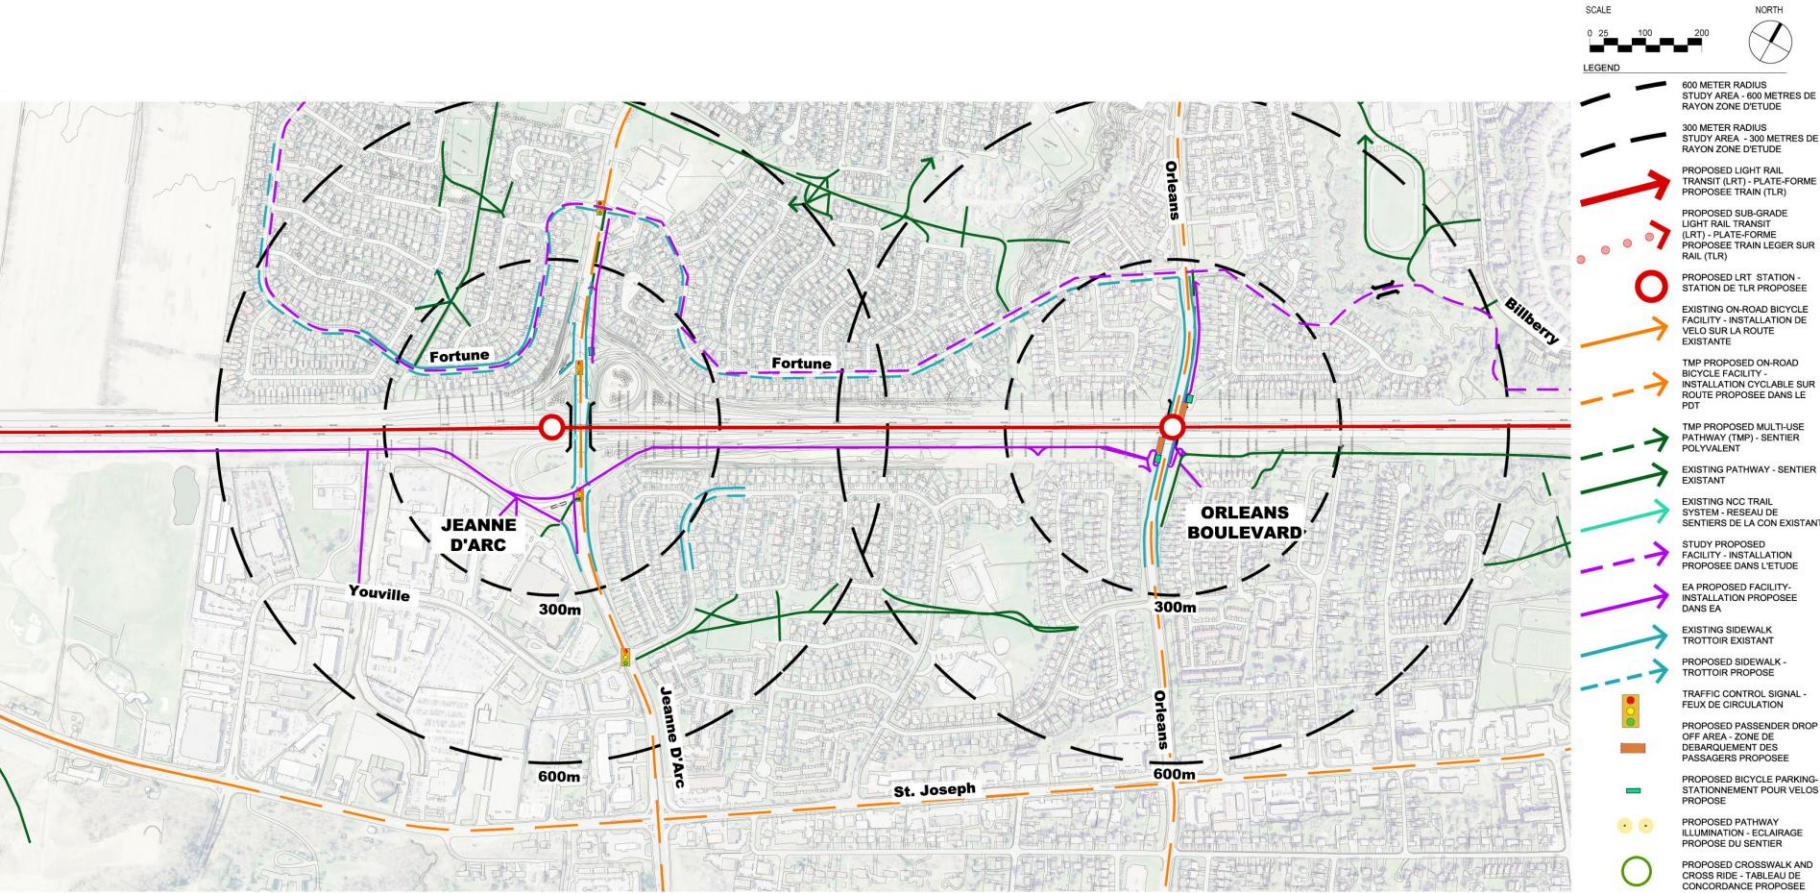 SCALE
NORTH
0 25 100 200
LEGEND
600 METER RADIUS
STUDY AREA - 600 METRES DE
RAYON ZONE D'ETUDE
300 METER RADIUS
STUDY AREA - 300 METRES DE
RAYON ZONE D'ETUDE
PROPOSED LIGHT RAIL
TRANSIT (LRT) - PLATE-FORME
PROPOSEE TRAIN (TLR)
PROPOSED SUB-GRADE
LIGHT RAIL TRANSIT
(LRT) - PLATE-FORME
PROPOSEE TRAIN LEGER SUR
RAIL (TLR)
PROPOSED LRT STATION -
STATION DE TLR PROPOSEE
EXISTING ON-ROAD BICYCLE
FACILITY - INSTALLATION DE
VELO SUR LA ROUTE
EXISTANTE
TMP PROPOSED ON-ROAD
BICYCLE FACILITY -
INSTALLATION CYCLABLE SUR
ROUTE PROPOSEE DANS LE
PDT
TMP PROPOSED MULTI-USE
PATHWAY (TMP) - SENTIER
POLYVALENT
EXISTING PATHWAY - SENTIER
EXISTANT
EXISTING NCC TRAIL
SYSTEM - RESEAU DE
SENTIERS DE LA CCN EXISTANT
STUDY PROPOSED
FACILITY - INSTALLATION
PROPOSEE DANS L'ETUDE
EA PROPOSED FACILITY-
INSTALLATION PROPOSEE
DANS EA
EXISTING SIDEWALK
TROTTOIR EXISTANT
PROPOSED SIDEWALK -
TROTTOIR PROPOSE
TRAFFIC CONTROL SIGNAL -
FEUX DE CIRCULATION
PROPOSED PASSENDER DROP
OFF AREA - ZONE DE
DEBARQUEMENT DES
PASSAGERS PROPOSEE
PROPOSED BICYCLE PARKING-
STATIONNEMENT POUR VELOS
PROPOSE
PROPOSED PATHWAY
ILLUMINATION - ECLAIRAGE
PROPOSE DU SENTIER
PROPOSED CROSSWALK AND
CROSS RIDE - TABLEAU DE
CONCORDANCE PROPOSEE
Orleans
Billberry
Fortune
Fortune
JEANNE
D'ARC
ORLEANS
BOULEVARD
Youville
300m
300m
Jeanne D'Arc
Orleans
600m
600m
St. Joseph